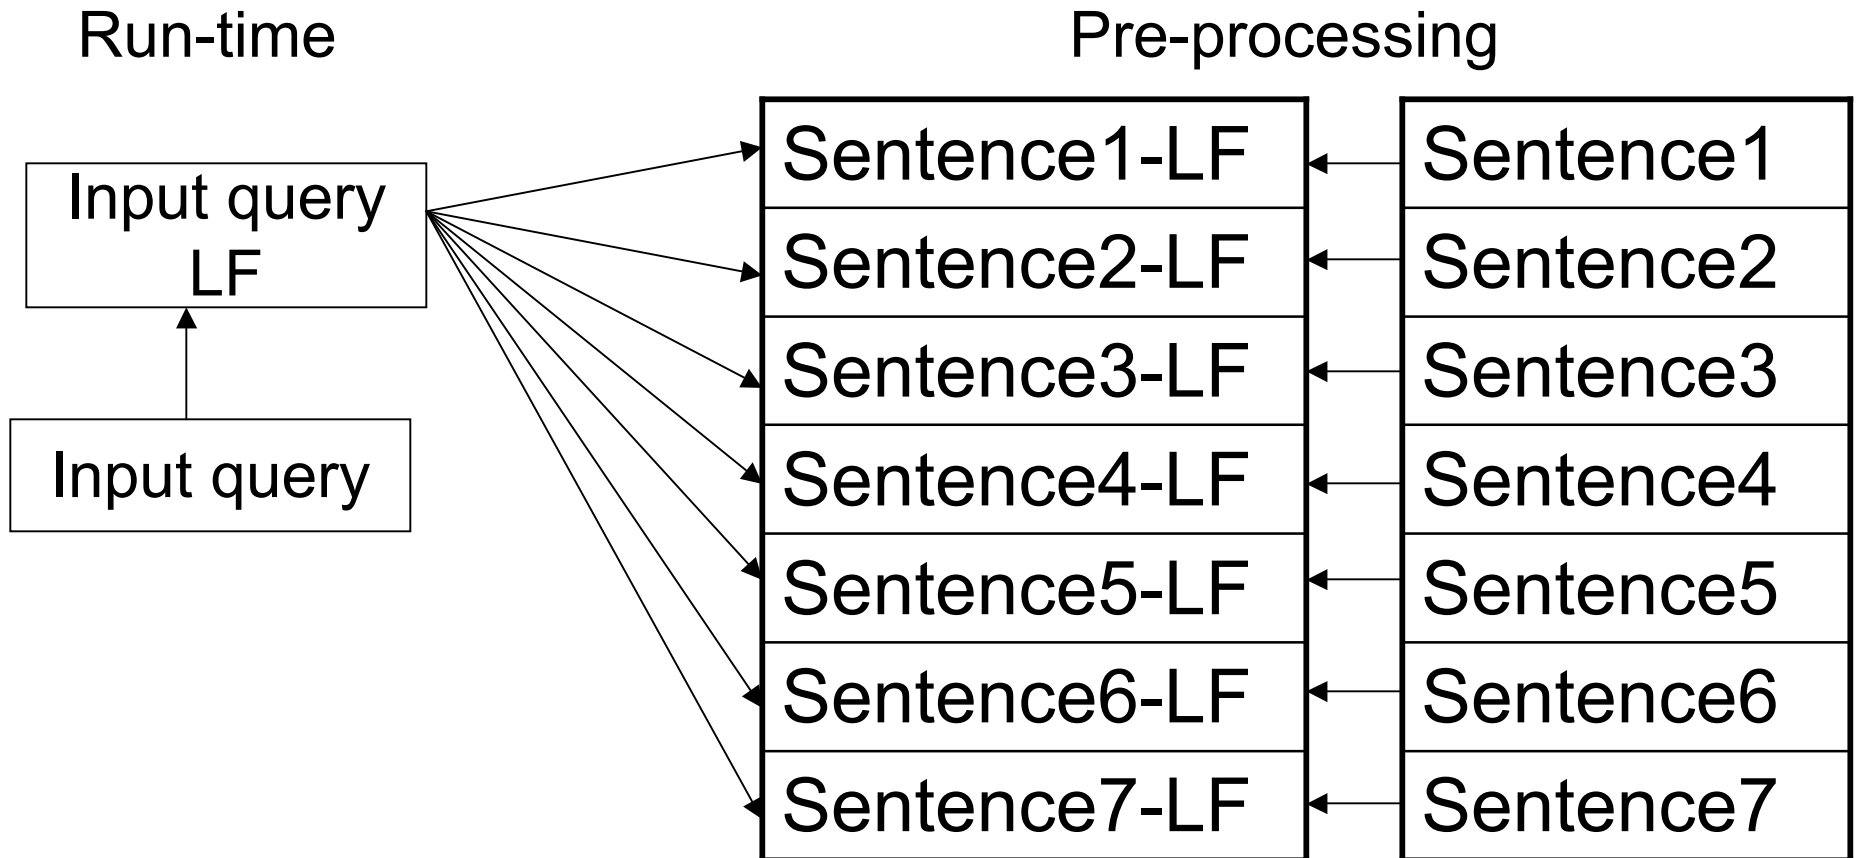 Run-time
Pre-processing
Input query
LF
Input query
Sentence1-LF
Sentence2-LF
Sentence3-LF
Sentence4-LF
Sentence5-LF
Sentence6-LF
Sentence7-LF
Sentence1
Sentence2
Sentence3
Sentence4
Sentence5
Sentence6
Sentence7